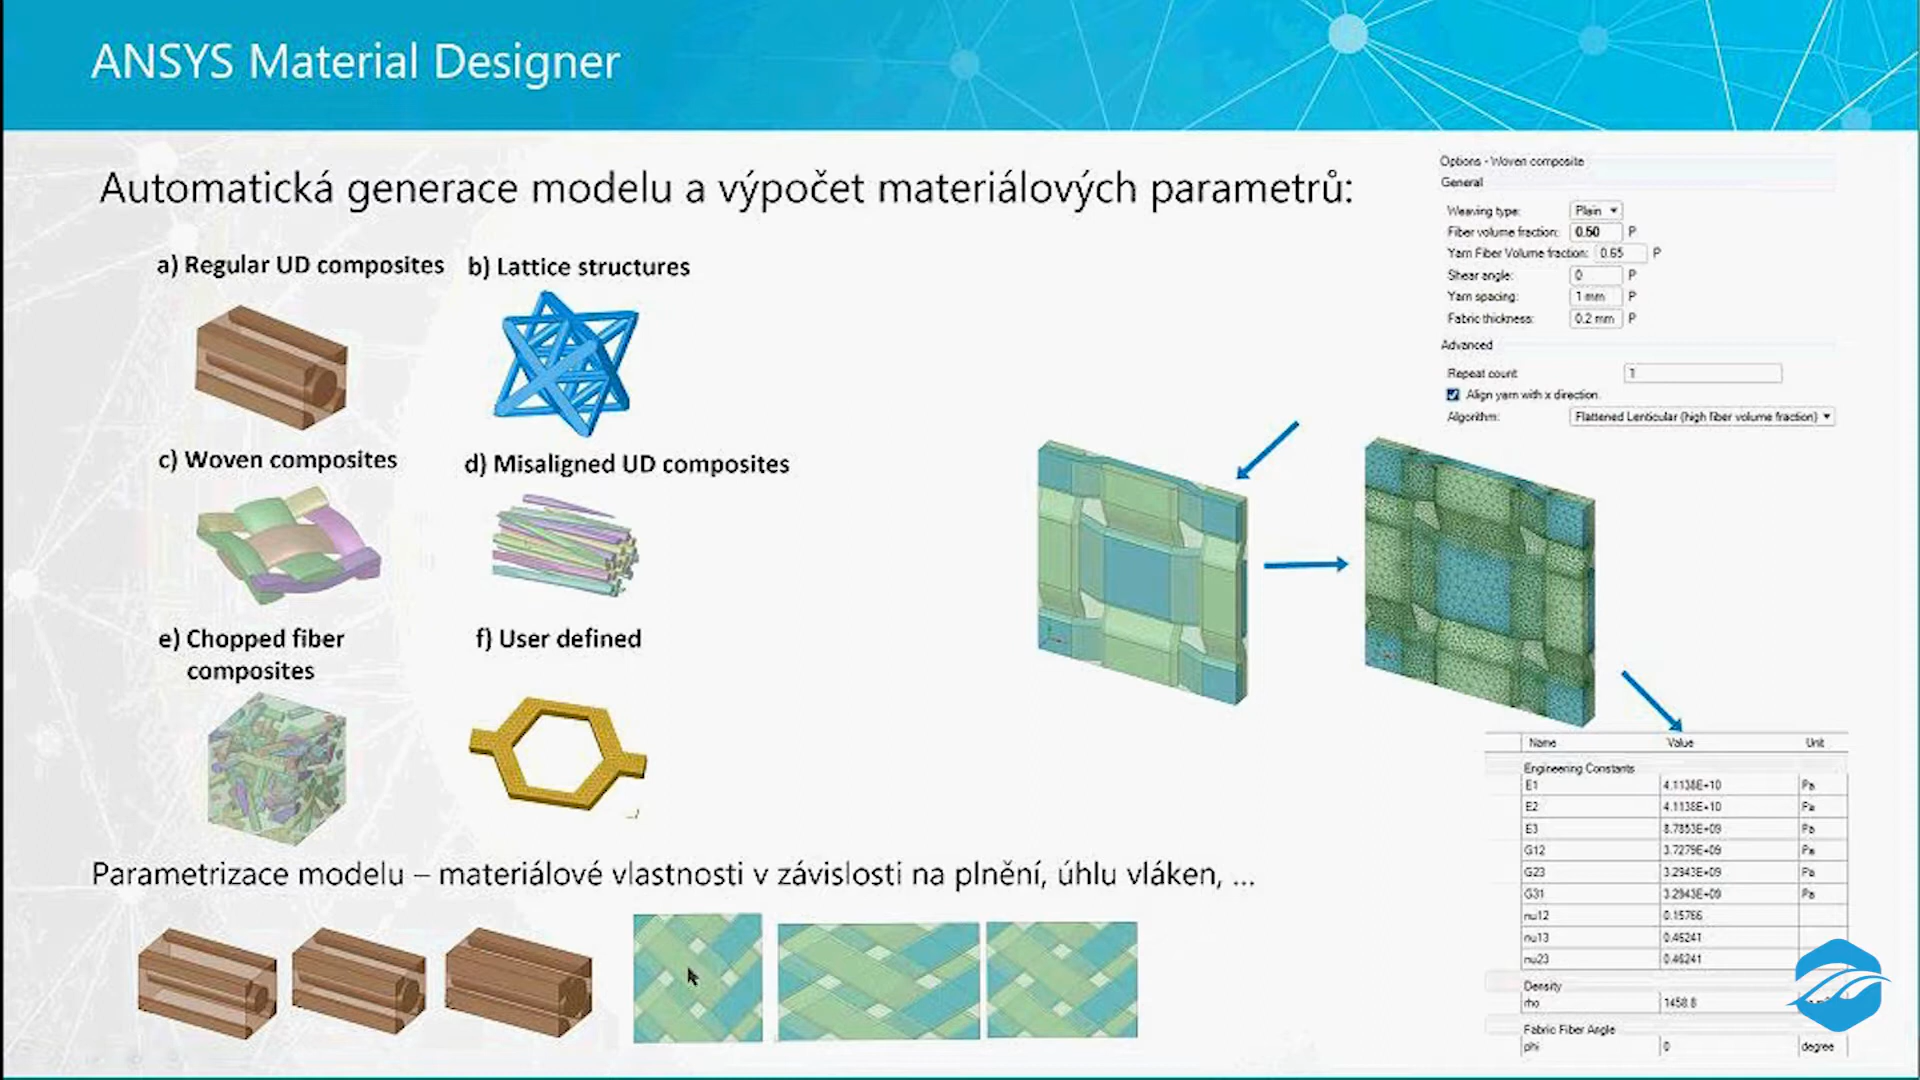 ANSYS Material Designer
Automatická generace modelu a výpočet materiálových parametrů:
a) Regular UD composites
b) Lattice structures
c) Woven composites
d) Misaligned UD composites
e) Chopped fiber
composites
f) User defined
Options - Woven composite
General
Weaving type: Plain
Fiber volume fraction: 0.50 P
Yarn Fiber Volume fraction: 0.65 P
Shear angle: 0 P
Yarn spacing: 1 mm P
Fabric thickness: 0.2 mm P
Advanced
Repeat count: 1
Align yarn with x direction.
Algorithm: Flattened Lenticular (high fiber volume fraction)
Name Value Unit
Engineering Constants
E1 4.1138E+10 Pa
E2 4.1138E+10 Pa
E3 8.7853E+09 Pa
G12 3.7279E+09 Pa
G23 3.2943E+09 Pa
G31 3.2943E+09 Pa
nu12 0.15766
nu13 0.46241
nu23 0.46241
Density
rho 1458.8
Fabric Fiber Angle
phi 0 degree
Parametrizace modelu – materiálové vlastnosti v závislosti na plnění, úhlu vláken, ...